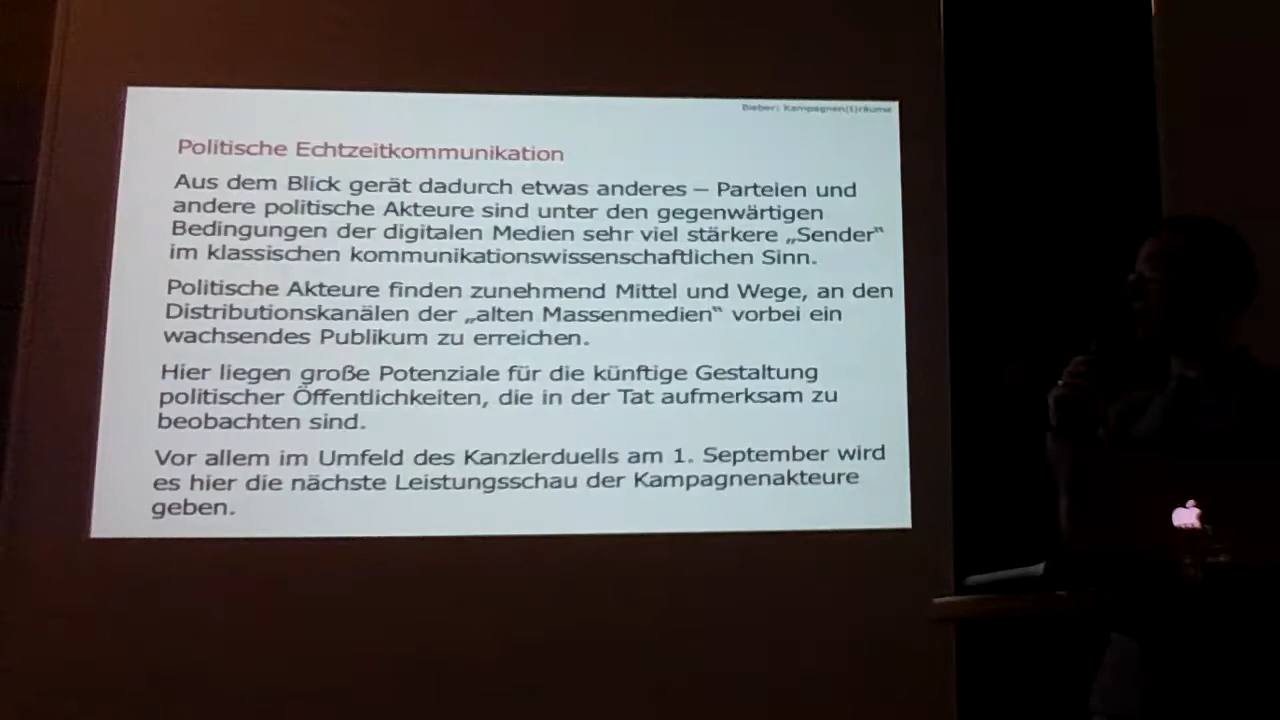 Bieber: Kampagnen(t)räume
Politische Echtzeitkommunikation
Aus dem Blick gerät dadurch etwas anderes – Parteien und
andere politische Akteure sind unter den gegenwärtigen
Bedingungen der digitalen Medien sehr viel stärkere „Sender“
im klassischen kommunikationswissenschaftlichen Sinn.
Politische Akteure finden zunehmend Mittel und Wege, an den
Distributionskanälen der „alten Massenmedien“ vorbei ein
wachsendes Publikum zu erreichen.
Hier liegen große Potenziale für die künftige Gestaltung
politischer Öffentlichkeiten, die in der Tat aufmerksam zu
beobachten sind.
Vor allem im Umfeld des Kanzlerduells am 1. September wird
es hier die nächste Leistungsschau der Kampagnenakteure
geben.